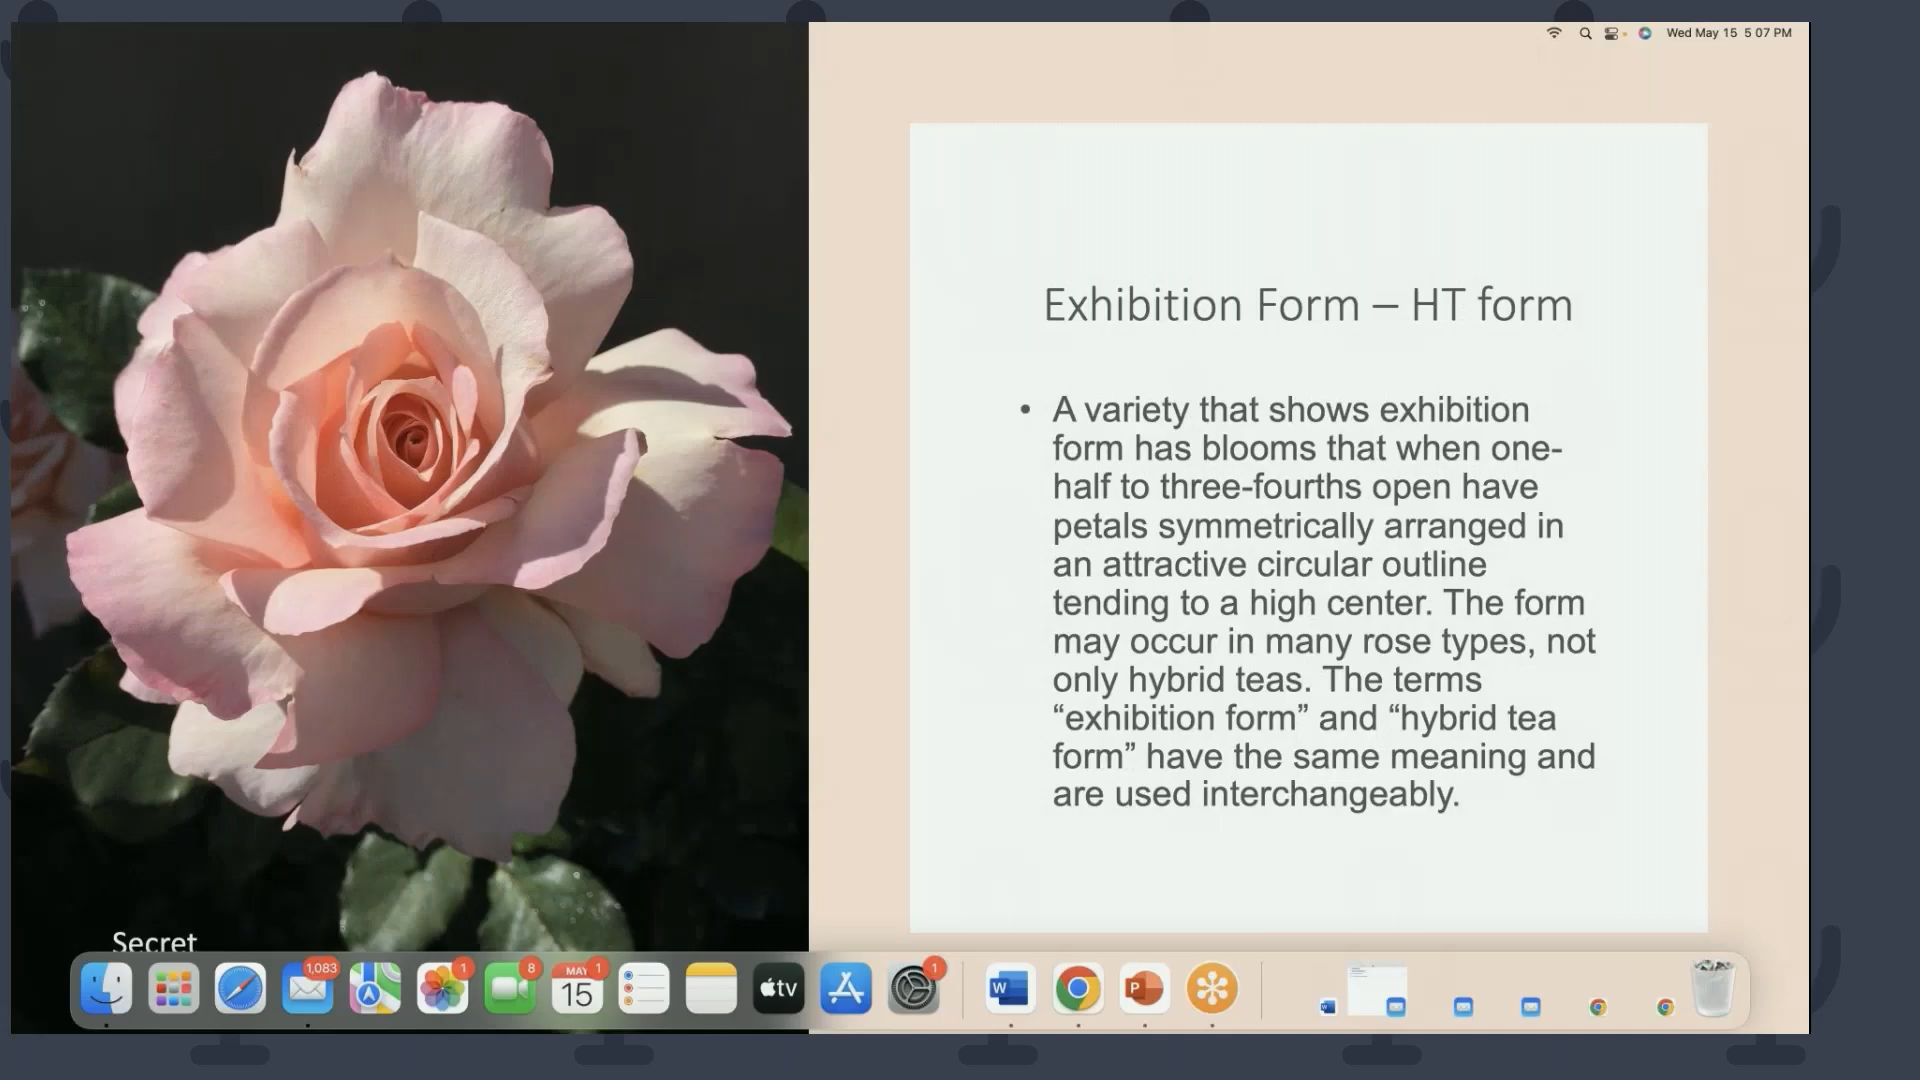 Wed May 15 5 07 PM
Exhibition Form – HT form
• A variety that shows exhibition
form has blooms that when one-
half to three-fourths open have
petals symmetrically arranged in
an attractive circular outline
tending to a high center. The form
may occur in many rose types, not
only hybrid teas. The terms
“exhibition form” and “hybrid tea
form” have the same meaning and
are used interchangeably.
Secret
1,083
1
8
MAY 1
15
tv
1
W
P